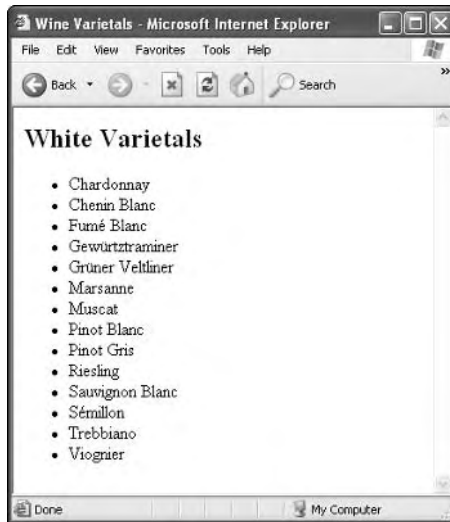 Wine Varietals - Microsoft Internet Explorer
File Edit View Favorites Tools Help
Back Search »
White Varietals
• Chardonnay
• Chenin Blanc
• Fumé Blanc
• Gewürtztraminer
• Grüner Veltliner
• Marsanne
• Muscat
• Pinot Blanc
• Pinot Gris
• Riesling
• Sauvignon Blanc
• Sémillon
• Trebbiano
• Viognier
Done My Computer